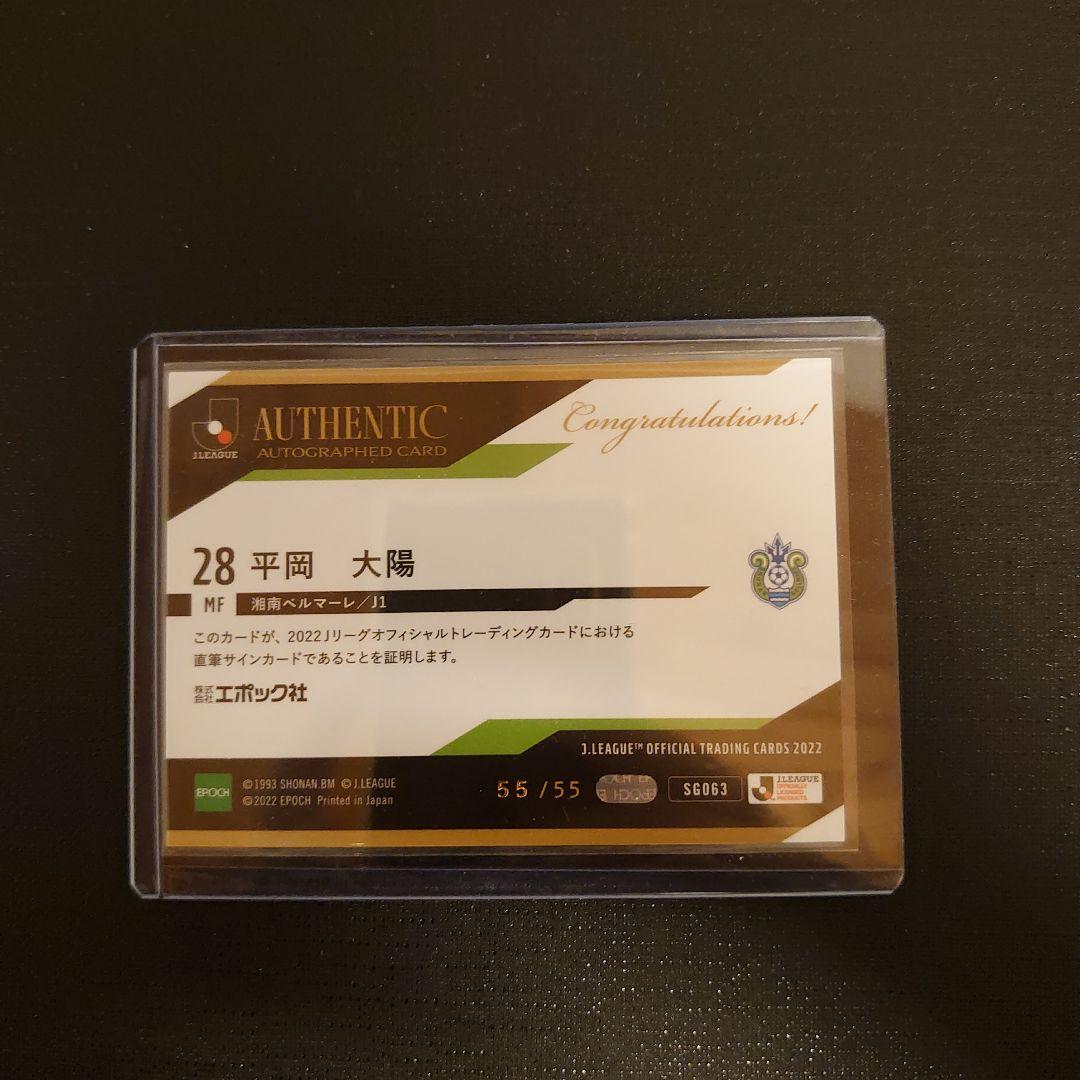 J.LEAGUE
AUTHENTIC
AUTOGRAPHED CARD
Congratulations!
28 平岡 大陽
MF 湘南ベルマーレ/J1
このカードが、2022Jリーグオフィシャルトレーディングカードにおける
直筆サインカードであることを証明します。
株式会社エポック社
J.LEAGUE™ OFFICIAL TRADING CARDS 2022
EPOCH
©1993 SHONAN.BM ©J.LEAGUE
©2022 EPOCH Printed in Japan
55/55
SG063
J.LEAGUE
OFFICIALLY
LICENSED
PRODUCTS